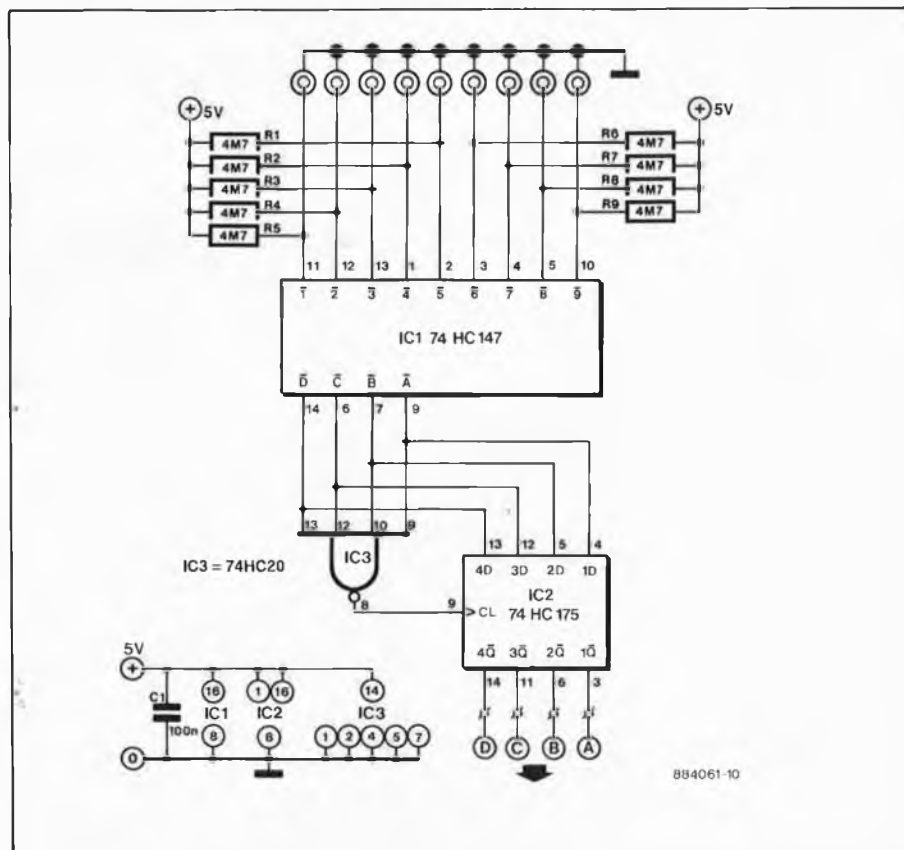 5V
5V
R1 4M7
R2 4M7
R3 4M7
R4 4M7
R5 4M7
R6 4M7
R7 4M7
R8 4M7
R9 4M7
11 12 13 1 2 3 4 5 10
1̅ 2̅ 3̅ 4̅ 5̅ 6̅ 7̅ 8̅ 9̅
IC1 74 HC147
D̅ C̅ B̅ A̅
14 6 7 9
13 12 10 9
IC3
IC3 = 74HC20
8
13 12 5 4
4D 3D 2D 1D
9
CL
IC2
74 HC 175
4Q̅ 3Q̅ 2Q̅ 1Q̅
14 11 6 3
D C B A
5V
+
16 1 16 14
C1
100n
IC1 IC2 IC3
8 1 2 4 5 7
0
884061-10